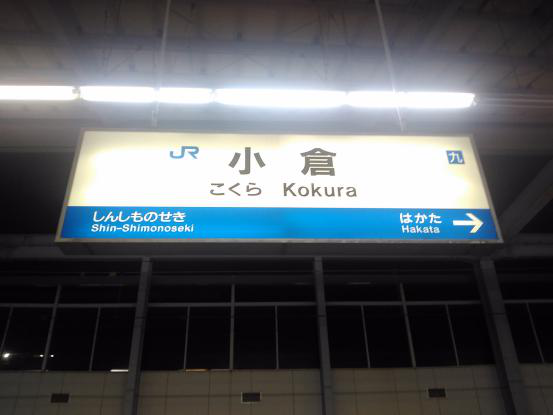 JR 小倉 九
こくら Kokura
しんしものせき はかた →
Shin-Shimonoseki Hakata